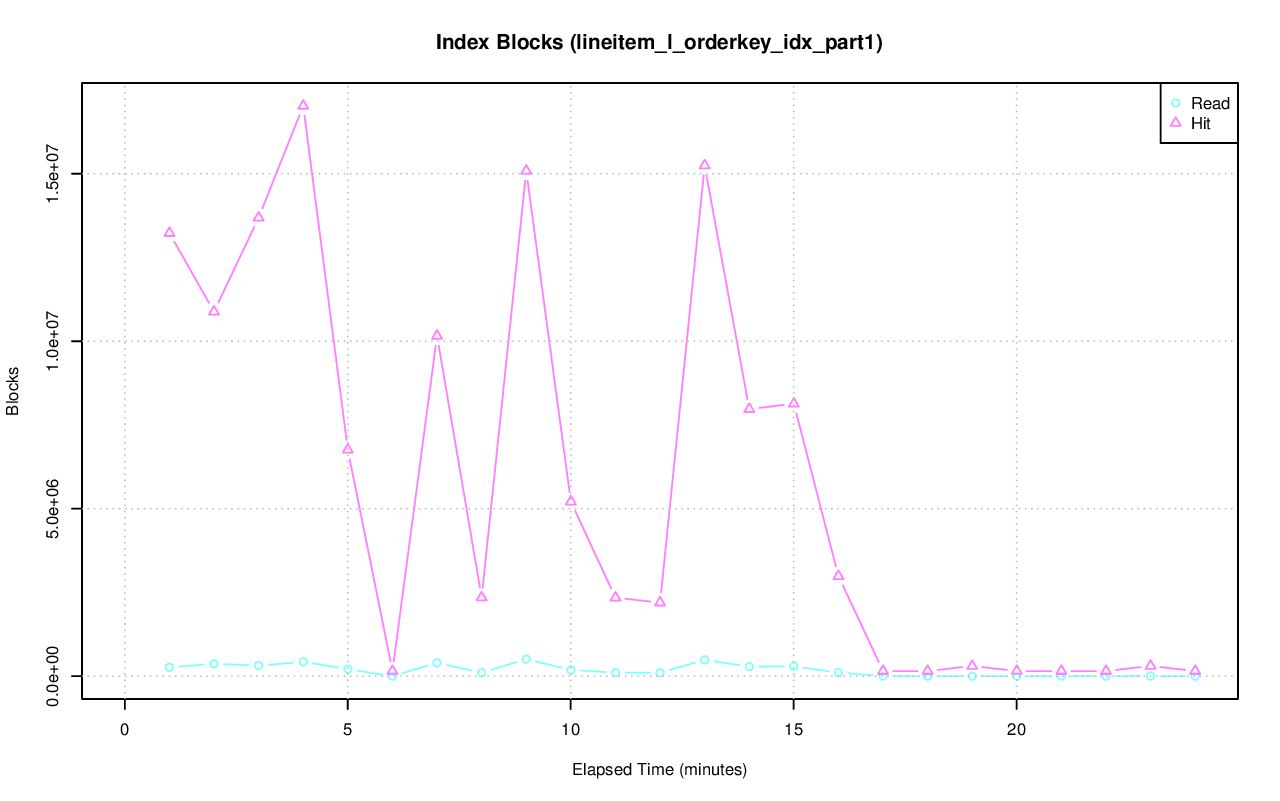 Index Blocks (lineitem_l_orderkey_idx_part1)
Read
Hit
1.5e+07
1.0e+07
5.0e+06
0.0e+00
Blocks
0 5 10 15 20
Elapsed Time (minutes)